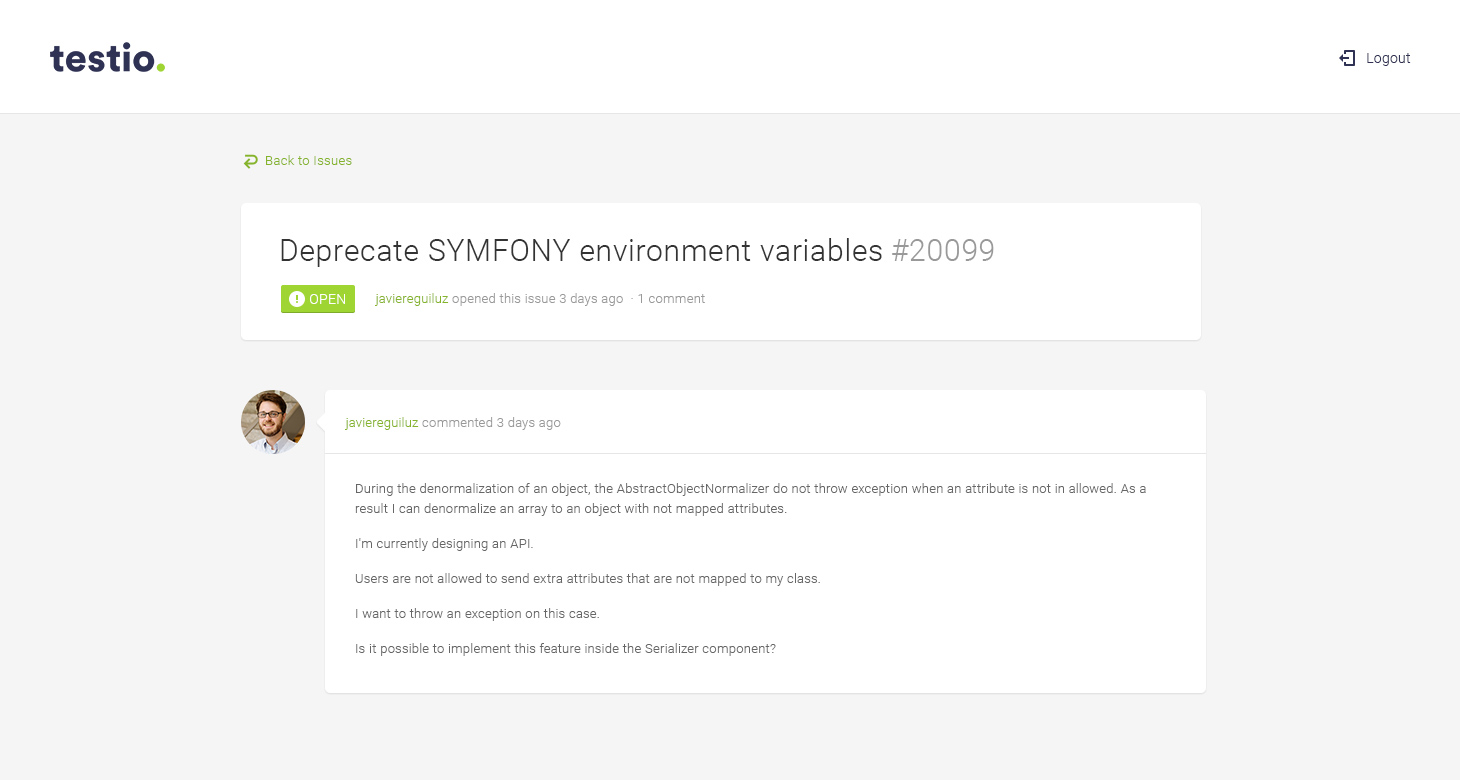 testio.
Logout
Back to Issues
Deprecate SYMFONY environment variables #20099
OPEN
javiereguiluz opened this issue 3 days ago · 1 comment
javiereguiluz commented 3 days ago
During the denormalization of an object, the AbstractObjectNormalizer do not throw exception when an attribute is not in allowed. As a
result I can denormalize an array to an object with not mapped attributes.
I'm currently designing an API.
Users are not allowed to send extra attributes that are not mapped to my class.
I want to throw an exception on this case.
Is it possible to implement this feature inside the Serializer component?